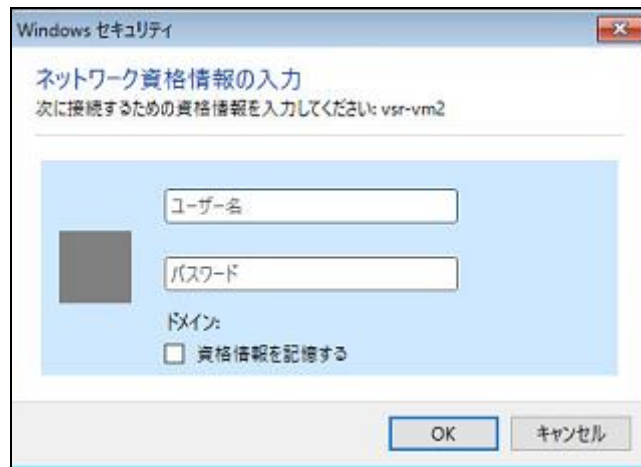 Windows セキュリティ
ネットワーク資格情報の入力
次に接続するための資格情報を入力してください: vsr-vm2
ユーザー名
パスワード
ドメイン:
資格情報を記憶する
OK キャンセル